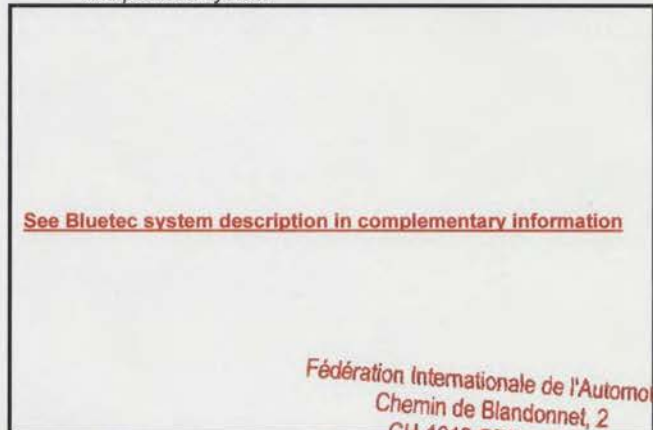 See Bluetec system description in complementary information
Fédération Internationale de l'Automo
Chemin de Blandonnet, 2